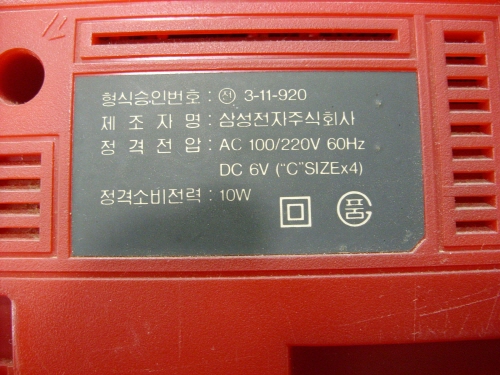 형식승인번호 : ㉠ 3-11-920
제 조 자 명 : 삼성전자주식회사
정 격 전 압 : AC 100/220V 60Hz
DC 6V ("C"SIZEx4)
정격소비전력 : 10W
품